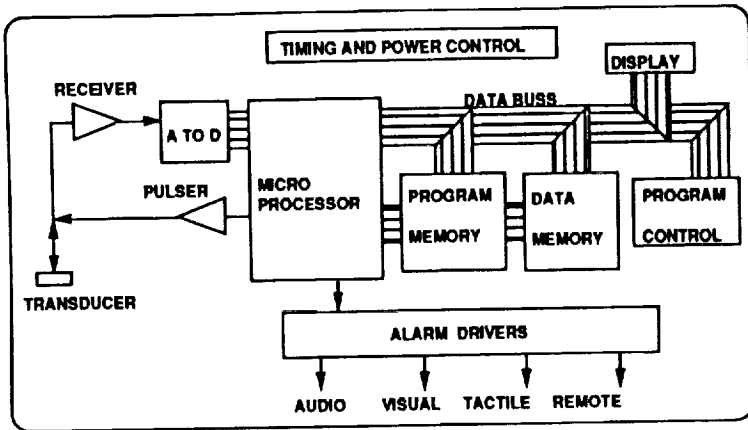 TIMING AND POWER CONTROL
DISPLAY
RECEIVER
DATA BUSS
A TO D
MICRO
PROCESSOR
PULSER
PROGRAM
MEMORY
DATA
MEMORY
PROGRAM
CONTROL
TRANSDUCER
ALARM DRIVERS
AUDIO VISUAL TACTILE REMOTE